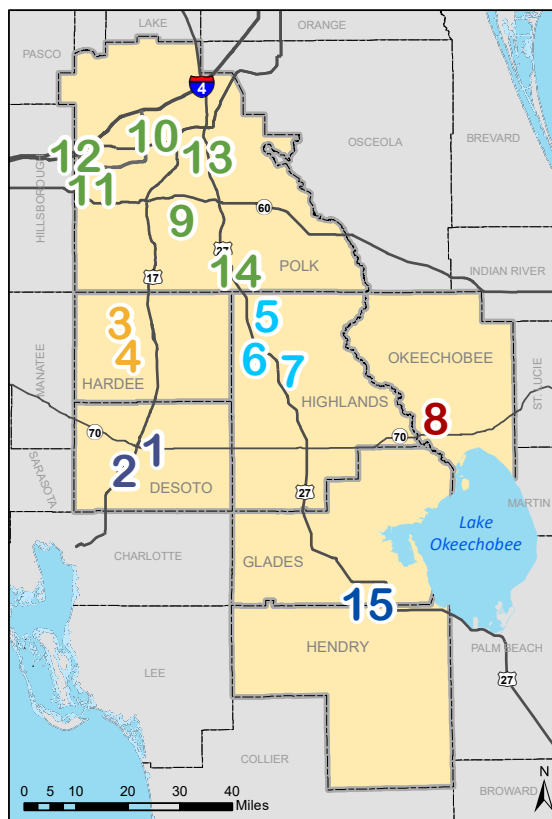 LAKE
ORANGE
PASCO
4
OSCEOLA
BREVARD
HILLSBOROUGH
10
12
13
11
9
60
27
17
14
POLK
INDIAN RIVER
3
5
4
6
7
OKEECHOBEE
MANATEE
HARDEE
HIGHLANDS
ST. LUCIE
8
70
70
1
2
DESOTO
SARASOTA
27
MARTIN
Lake
Okeechobee
CHARLOTTE
GLADES
15
HENDRY
PALM BEACH
LEE
27
COLLIER
BROWARD
N
0 5 10 20 30 40
Miles